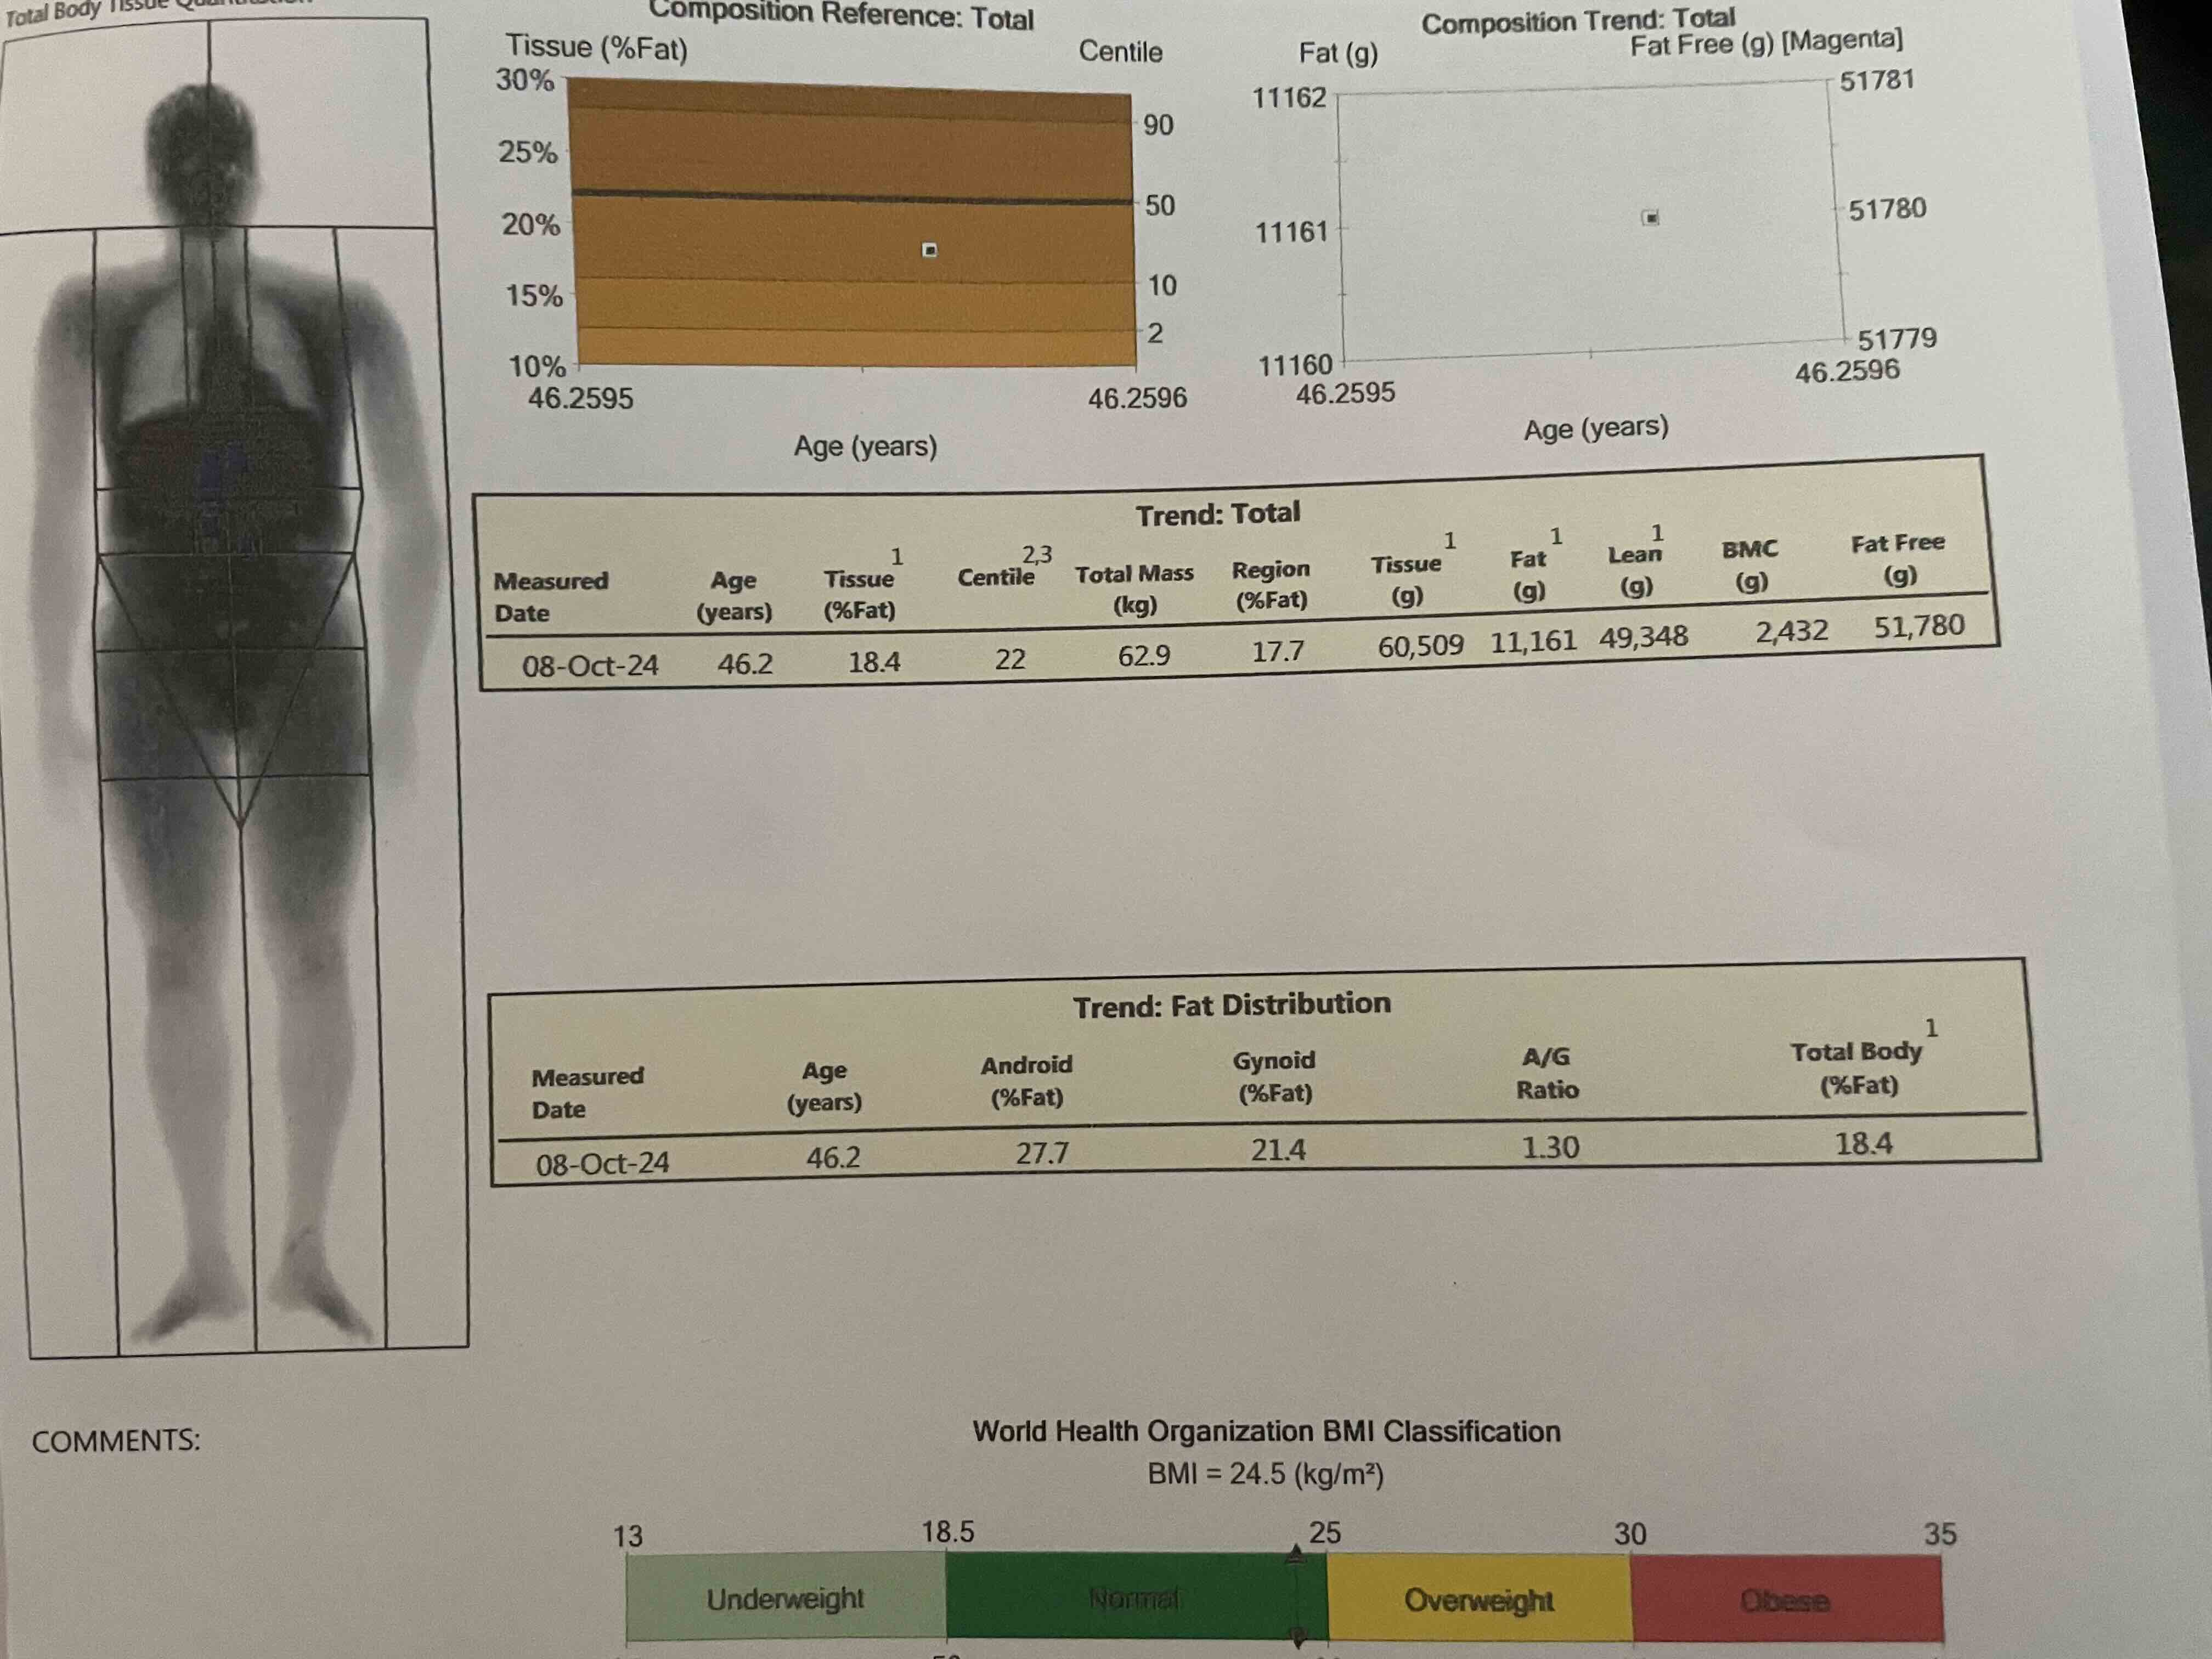 Total Body Tissue
Composition Reference: Total
Tissue (%Fat) Centile
30%
25%
20%
15%
10%
90
50
10
2
46.2595 46.2596
Age (years)
Composition Trend: Total
Fat (g) Fat Free (g) [Magenta]
11162
11161
11160
51781
51780
51779
46.2595 46.2596
Age (years)
Trend: Total
Measured Date Age (years) Tissue 1 (%Fat) Centile 2,3 Total Mass (kg) Region (%Fat) Tissue 1 (g) Fat 1 (g) Lean 1 (g) BMC (g) Fat Free (g)
08-Oct-24 46.2 18.4 22 62.9 17.7 60,509 11,161 49,348 2,432 51,780
Trend: Fat Distribution
Measured Date Age (years) Android (%Fat) Gynoid (%Fat) A/G Ratio Total Body 1 (%Fat)
08-Oct-24 46.2 27.7 21.4 1.30 18.4
COMMENTS:
World Health Organization BMI Classification
BMI = 24.5 (kg/m²)
13 18.5 25 30 35
Underweight Normal Overweight Obese